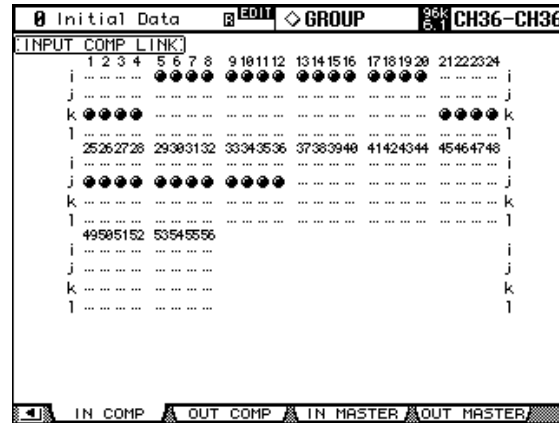 0 Initial Data EDIT ◇GROUP 96k 6.1 CH36-CH36
INPUT COMP LINK
1 2 3 4 5 6 7 8 9 10 11 12 13 14 15 16 17 18 19 20 21 22 23 24
i i
j j
k k
l l
25 26 27 28 29 30 31 32 33 34 35 36 37 38 39 40 41 42 43 44 45 46 47 48
i i
j j
k k
l l
49 50 51 52 53 54 55 56
i i
j j
k k
l l
IN COMP OUT COMP IN MASTER OUT MASTER